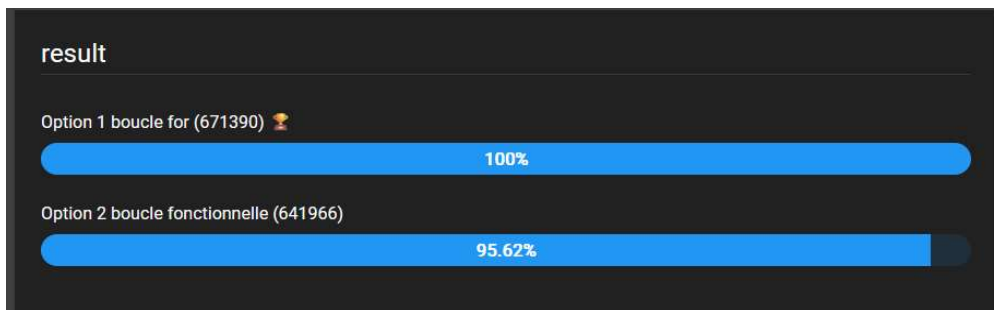 result
Option 1 boucle for (671390) 🏆
100%
Option 2 boucle fonctionnelle (641966)
95.62%